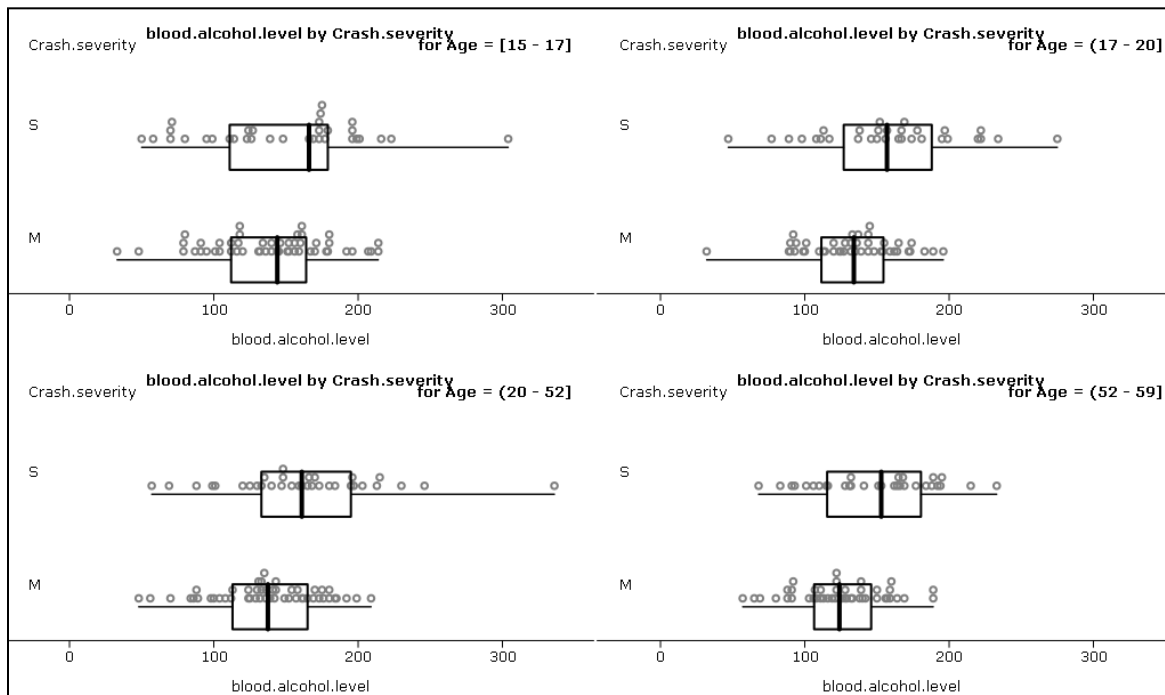 blood.alcohol.level by Crash.severity
Crash.severity
for Age = [15 - 17]
S
M
0 100 200 300
blood.alcohol.level
blood.alcohol.level by Crash.severity
Crash.severity
for Age = (17 - 20]
S
M
0 100 200 300
blood.alcohol.level
blood.alcohol.level by Crash.severity
Crash.severity
for Age = (20 - 52]
S
M
0 100 200 300
blood.alcohol.level
blood.alcohol.level by Crash.severity
Crash.severity
for Age = (52 - 59]
S
M
0 100 200 300
blood.alcohol.level